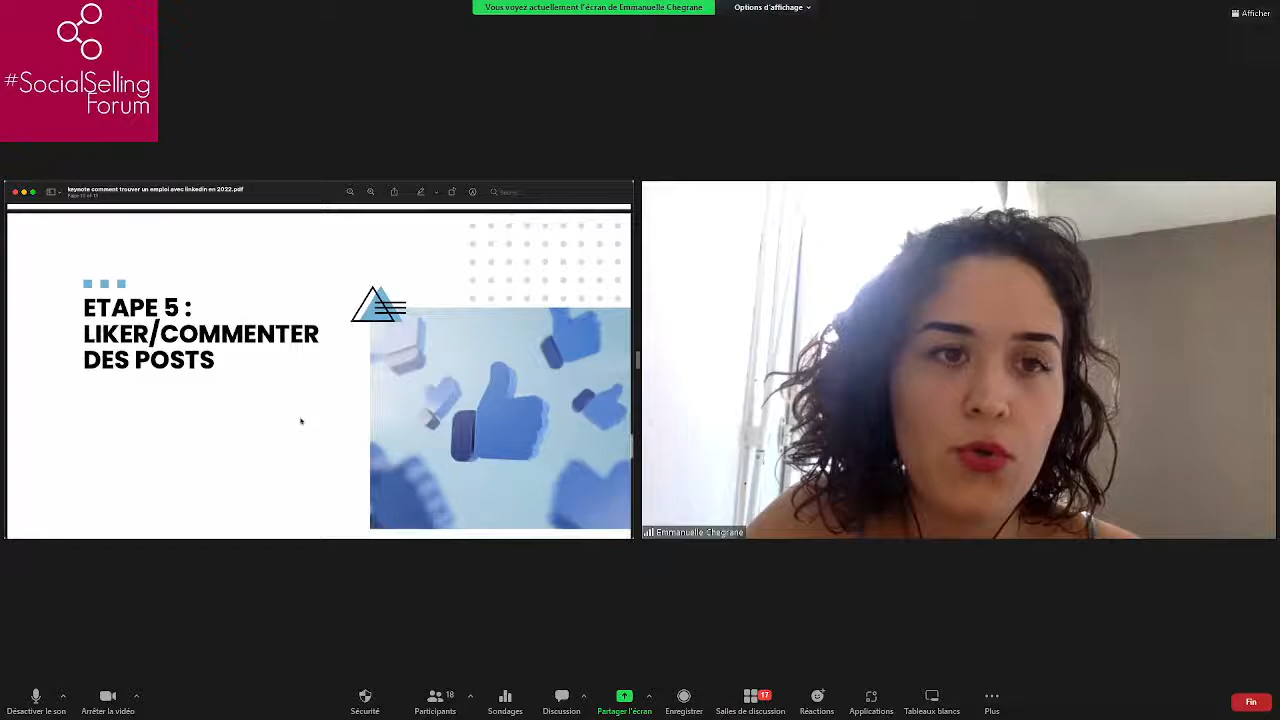 Vous voyez actuellement l'écran de Emmanuelle Chegrane
Options d'affichage
Afficher
#SocialSelling
Forum
keynote comment trouver un emploi avec linkedin en 2022.pdf
ETAPE 5 :
LIKER/COMMENTER
DES POSTS
Emmanuelle Chegrane
Désactiver le son
Arrêter la vidéo
Sécurité
18
Participants
Sondages
Discussion
Partager l'écran
Enregistrer
17
Salles de discussion
Réactions
Applications
Tableaux blancs
Plus
Fin